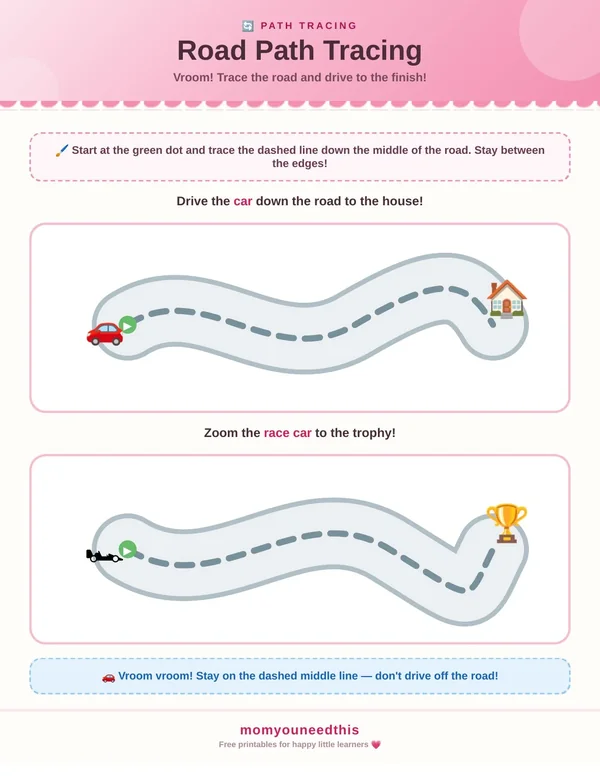 PATH TRACING
Road Path Tracing
Vroom! Trace the road and drive to the finish!
Start at the green dot and trace the dashed line down the middle of the road. Stay between
the edges!
Drive the car down the road to the house!
Zoom the race car to the trophy!
Vroom vroom! Stay on the dashed middle line — don't drive off the road!
momyouneedthis
Free printables for happy little learners